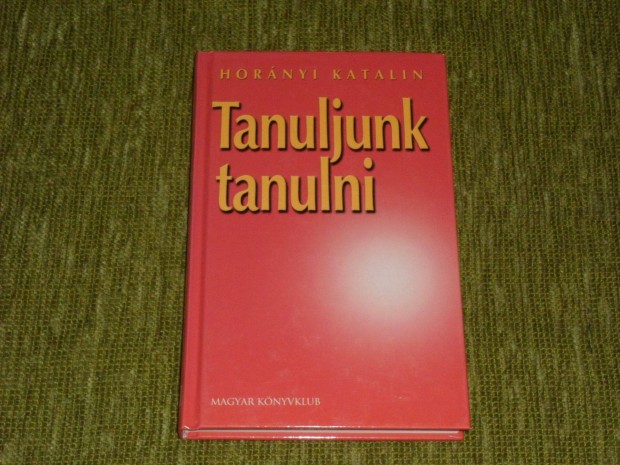 HORÁNYI KATALIN
Tanuljunk
tanulni
MAGYAR KÖNYVKLUB